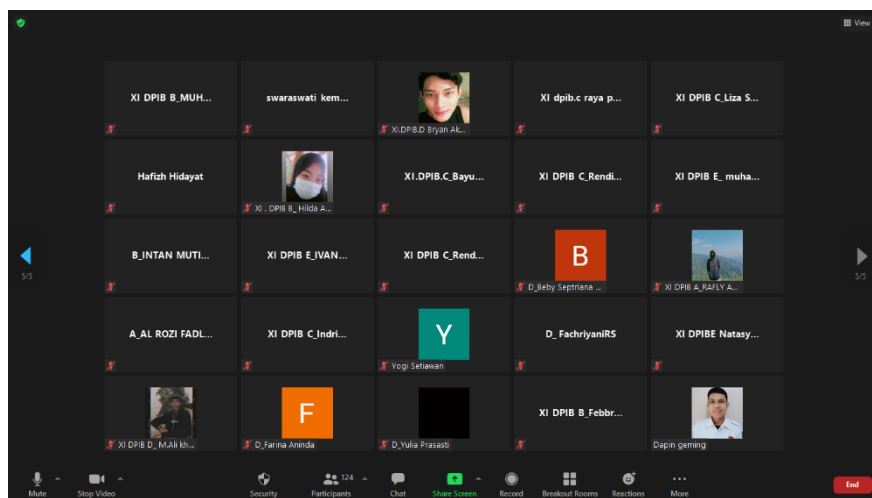 View
XI DPIB B_MUH...
swaraswati kem...
XI.DPIB.D Bryan Ak...
XI dpib.c raya p...
XI DPIB C_Liza S...
Hafizh Hidayat
XI . DPIB B_ Hilda A...
XI.DPIB.C_Bayu...
XI DPIB C_Rendi...
XI DPIB E_ muha...
5/5
B_INTAN MUTI...
XI DPIB E_IVAN...
XI DPIB C_Rend...
B
D_Beby Septriana ...
XI DPIB A_RAFLY A...
5/5
A_AL ROZI FADL...
XI DPIB C_Indri...
Y
Yogi Setiawan
D_ FachriyaniRS
XI DPIBE Natasy...
XI DPIB D_ M.Ali kh...
F
D_Farina Aninda
D_Yulia Prasasti
XI DPIB B_Febbr...
Dapin geming
Mute
Stop Video
Security
124
Participants
Chat
Share Screen
Record
Breakout Rooms
Reactions
More
End